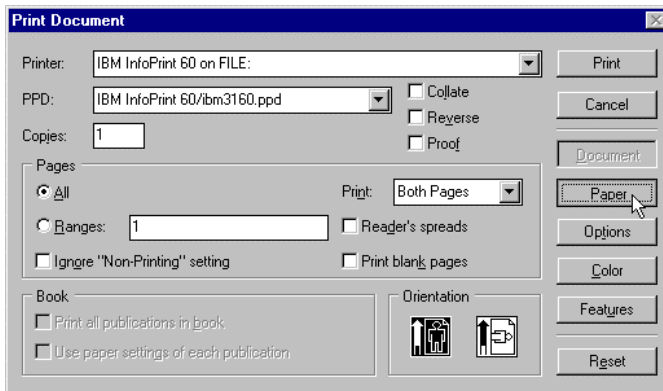 Print Document
Printer: IBM InfoPrint 60 on FILE: Print
PPD: IBM InfoPrint 60/ibm3160.ppd Collate Cancel
Reverse
Copies: 1 Proof
Document
Pages
All Print: Both Pages Paper
Ranges: 1 Reader's spreads Options
Ignore "Non-Printing" setting Print blank pages Color
Book Orientation
Print all publications in book Features
Use paper settings of each publication Reset